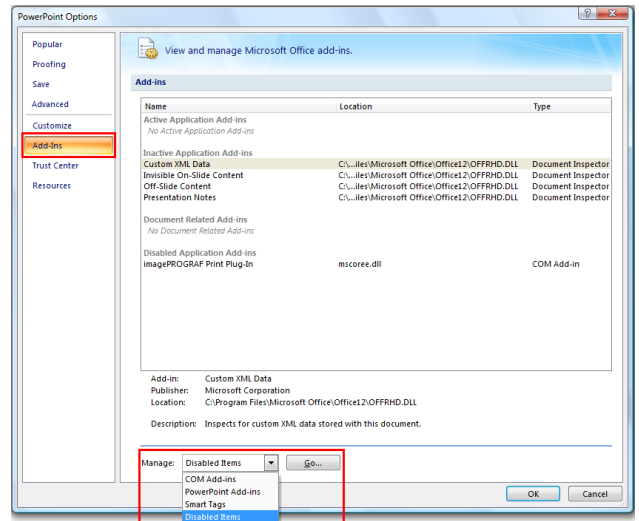 PowerPoint Options
Popular
Proofing
Save
Advanced
Customize
Add-Ins
Trust Center
Resources
View and manage Microsoft Office add-ins.
Add-ins
Name Location Type
Active Application Add-ins
No Active Application Add-ins
Inactive Application Add-ins
Custom XML Data C:\...iles\Microsoft Office\Office12\OFFRHD.DLL Document Inspector
Invisible On-Slide Content C:\...iles\Microsoft Office\Office12\OFFRHD.DLL Document Inspector
Off-Slide Content C:\...iles\Microsoft Office\Office12\OFFRHD.DLL Document Inspector
Presentation Notes C:\...iles\Microsoft Office\Office12\OFFRHD.DLL Document Inspector
Document Related Add-ins
No Document Related Add-ins
Disabled Application Add-ins
imagePROGRAF Print Plug-In mscoree.dll COM Add-in
Add-in: Custom XML Data
Publisher: Microsoft Corporation
Location: C:\Program Files\Microsoft Office\Office12\OFFRHD.DLL
Description: Inspects for custom XML data stored with this document.
Manage: Disabled Items Go...
COM Add-ins
PowerPoint Add-ins
Smart Tags
Disabled Items
OK Cancel